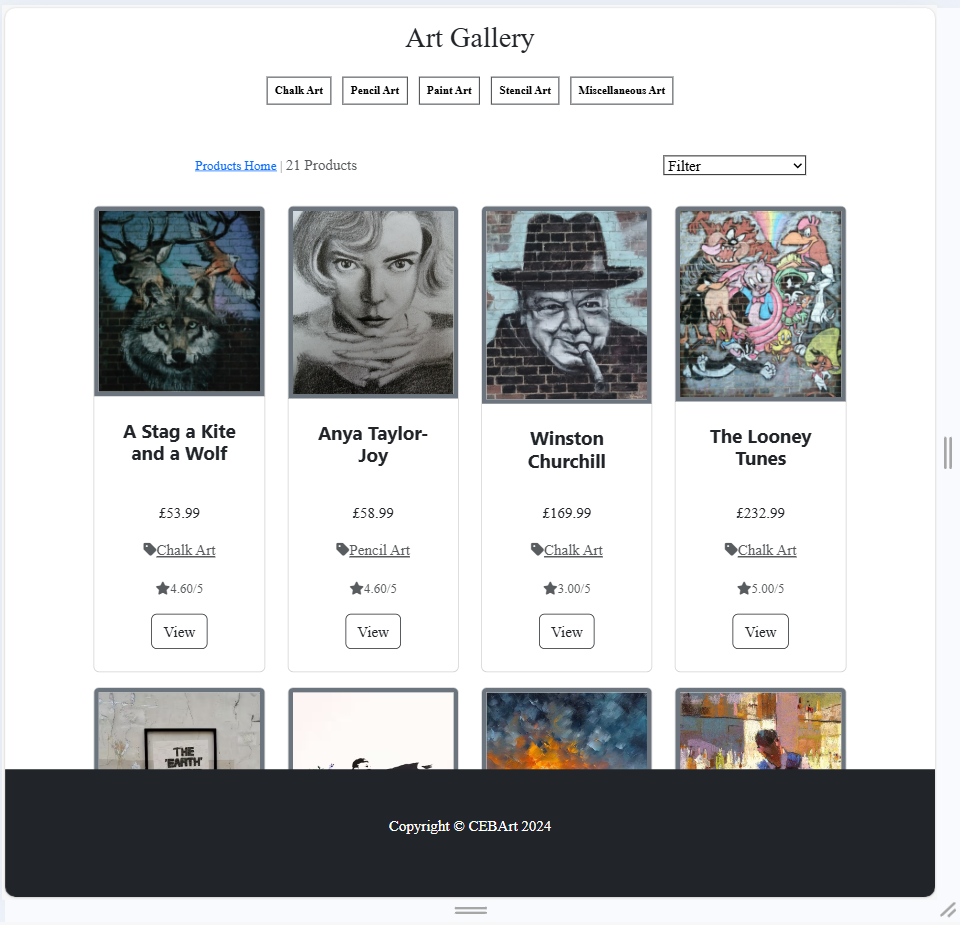 Art Gallery
Chalk Art Pencil Art Paint Art Stencil Art Miscellaneous Art
Products Home | 21 Products Filter
A Stag a Kite and a Wolf
£53.99
Chalk Art
4.60/5
View
Anya Taylor-
Joy
£58.99
Pencil Art
4.60/5
View
Winston
Churchill
£169.99
Chalk Art
3.00/5
View
The Looney
Tunes
£232.99
Chalk Art
5.00/5
View
THE
'EARTH'
Copyright © CEBArt 2024